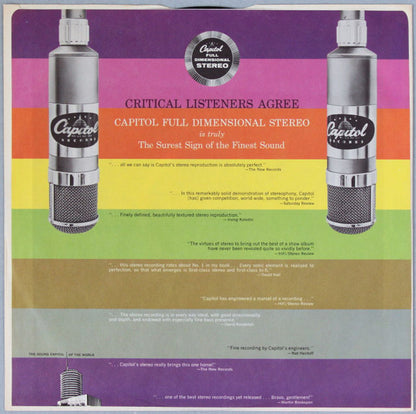 Capitol
FULL
DIMENSIONAL
STEREO
CRITICAL LISTENERS AGREE
CAPITOL FULL DIMENSIONAL STEREO
is truly
The Surest Sign of the Finest Sound
Capitol
RECORDS
Capitol
RECORDS
". . . all we can say is Capitol's stereo reproduction is absolutely perfect."
—The New Records
". . . In this remarkably solid demonstration of stereophony, Capitol
(has) given competition, world wide, something to ponder."
—Saturday Review
". . . Finely defined, beautifully textured stereo reproduction."
—Irving Kolodin
"The virtues of stereo to bring out the best of a show album
have never been revealed quite so vividly before."
—HiFi/Stereo Review
". . . this stereo recording rides about No. 1 in my book . . . Every sonic element is realized to
perfection, so that what emerges is first-class stereo and first-class hi-fi."
—David Hall
"Capitol has engineered a marvel of a recording . . ."
—HiFi/Stereo Review
". . . The stereo recording is in every way vivid, with good directionality
and depth, and endowed with especially fine bass presence."
—David Randolph
"Fine recording by Capitol's engineers."
—Nat Hentoff
THE SOUND CAPITOL OF THE WORLD
". . . Capitol's stereo really brings this one home!"
—The New Records
". . . one of the best stereo recordings yet released . . . Bravo, gentlemen!"
—Martin Bookspan